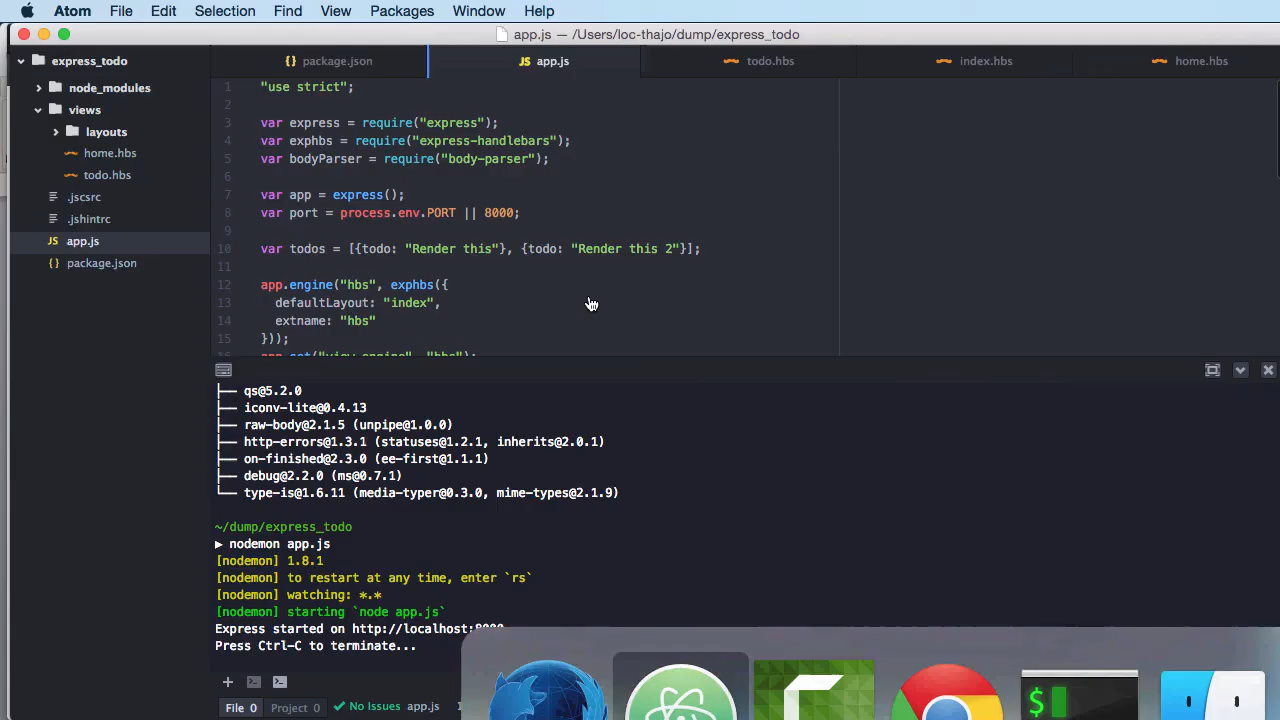 Atom File Edit Selection Find View Packages Window Help
app.js — /Users/loc-thajo/dump/express_todo
express_todo
node_modules
views
layouts
home.hbs
todo.hbs
.jscsrc
.jshintrc
JS app.js
{} package.json
{} package.json JS app.js todo.hbs index.hbs home.hbs
1 "use strict";
2
3 var express = require("express");
4 var exphbs = require("express-handlebars");
5 var bodyParser = require("body-parser");
6
7 var app = express();
8 var port = process.env.PORT || 8000;
9
10 var todos = [{todo: "Render this"}, {todo: "Render this 2"}];
11
12 app.engine("hbs", exphbs({
13 defaultLayout: "index",
14 extname: "hbs"
15 }));
16 app.set("view engine", "hbs");
├── qs@5.2.0
├── iconv-lite@0.4.13
├── raw-body@2.1.5 (unpipe@1.0.0)
├── http-errors@1.3.1 (statuses@1.2.1, inherits@2.0.1)
├── on-finished@2.3.0 (ee-first@1.1.1)
├── debug@2.2.0 (ms@0.7.1)
└── type-is@1.6.11 (media-typer@0.3.0, mime-types@2.1.9)
~/dump/express_todo
▶ nodemon app.js
[nodemon] 1.8.1
[nodemon] to restart at any time, enter `rs`
[nodemon] watching: *.*
[nodemon] starting `node app.js`
Express started on http://localhost:8000
Press Ctrl-C to terminate...
File 0 Project 0 ✓ No Issues app.js 1
$